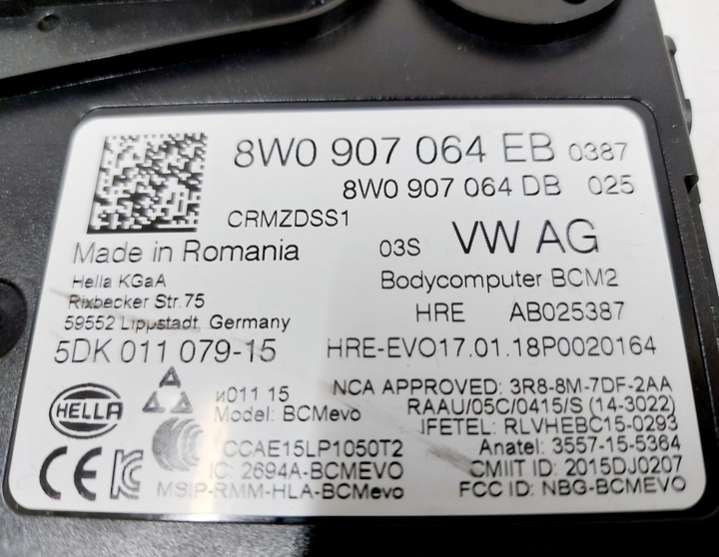 8W0 907 064 EB 0387
8W0 907 064 DB 025
CRMZDSS1
Made in Romania 03S VW AG
Hella KGaA
Rixbecker Str.75
59552 Lippstadt, Germany
Bodycomputer BCM2
HRE AB025387
5DK 011 079-15 HRE-EVO17.01.18P0020164
HELLA
и011 15
Model: BCMevo
NCA APPROVED: 3R8-8M-7DF-2AA
RAAU/05C/0415/S (14-3022)
IFETEL: RLVHEBC15-0293
CCAE15LP1050T2
Anatel: 3557-15-5364
CE
IC: 2694A-BCMEVO
CMIIT ID: 2015DJ0207
MSIP-RMM-HLA-BCMevo
FCC ID: NBG-BCMEVO